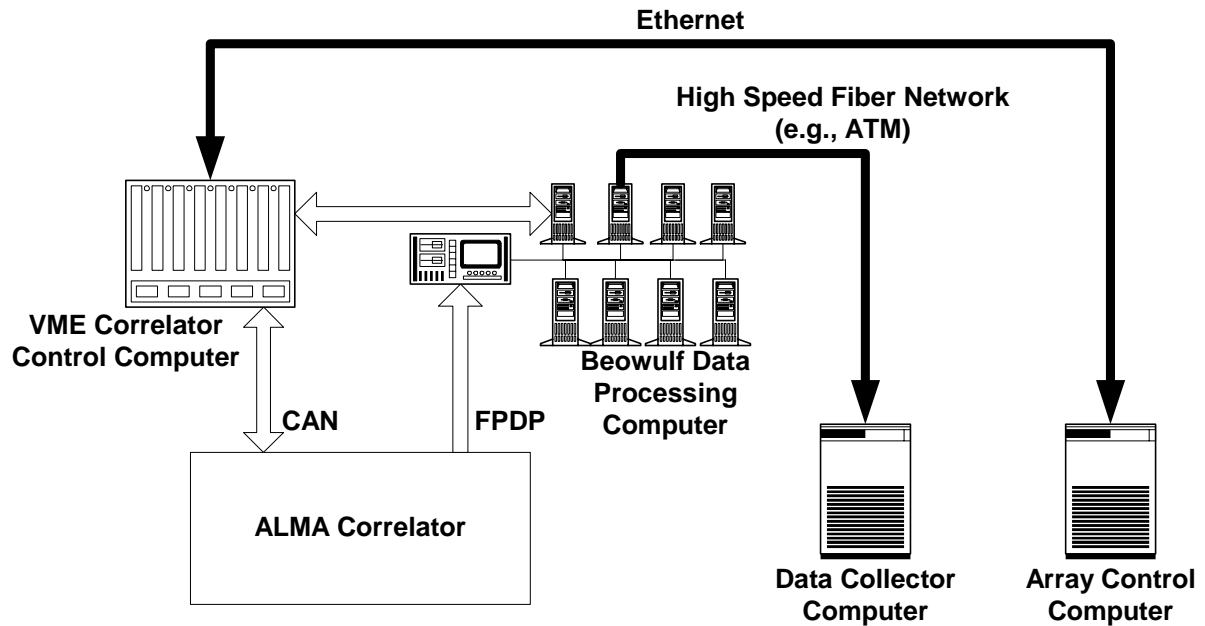 Ethernet
High Speed Fiber Network
(e.g., ATM)
VME Correlator
Control Computer
Beowulf Data
Processing
Computer
CAN
FPDP
ALMA Correlator
Data Collector
Computer
Array Control
Computer